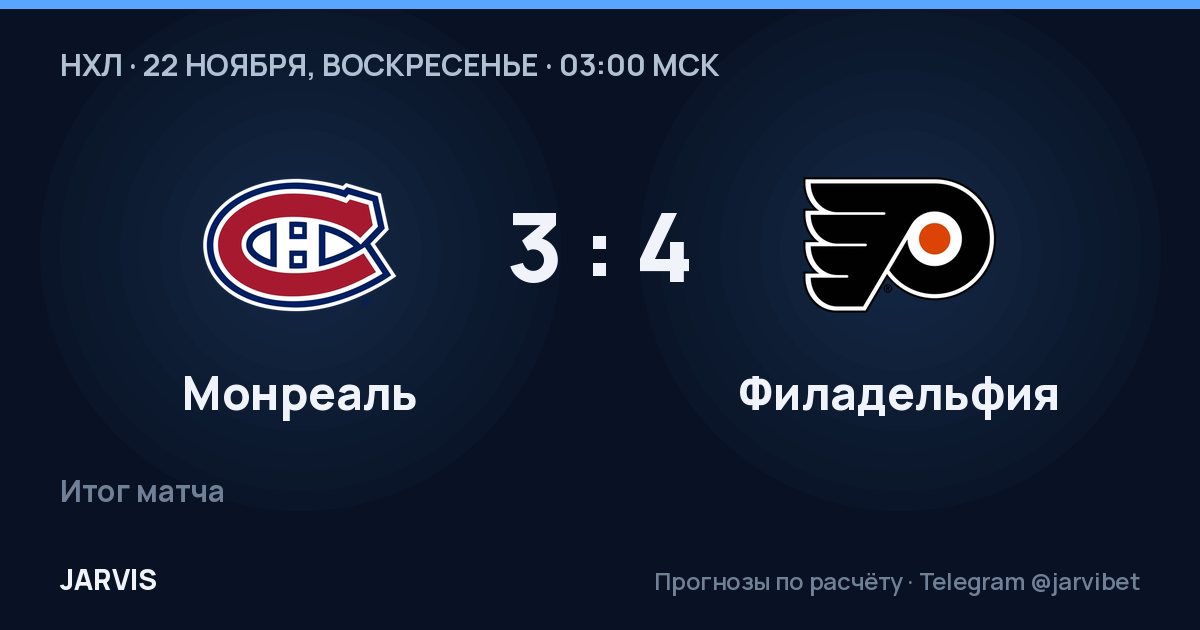 НХЛ · 22 НОЯБРЯ, ВОСКРЕСЕНЬЕ · 03:00 МСК
3 : 4
Монреаль
Филадельфия
Итог матча
JARVIS
Прогнозы по расчёту · Telegram @jarvibet